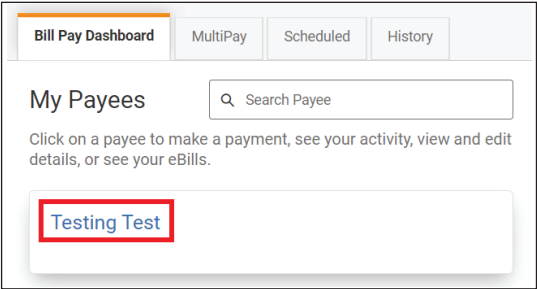 Bill Pay Dashboard MultiPay Scheduled History
My Payees Search Payee
Click on a payee to make a payment, see your activity, view and edit
details, or see your eBills.
Testing Test